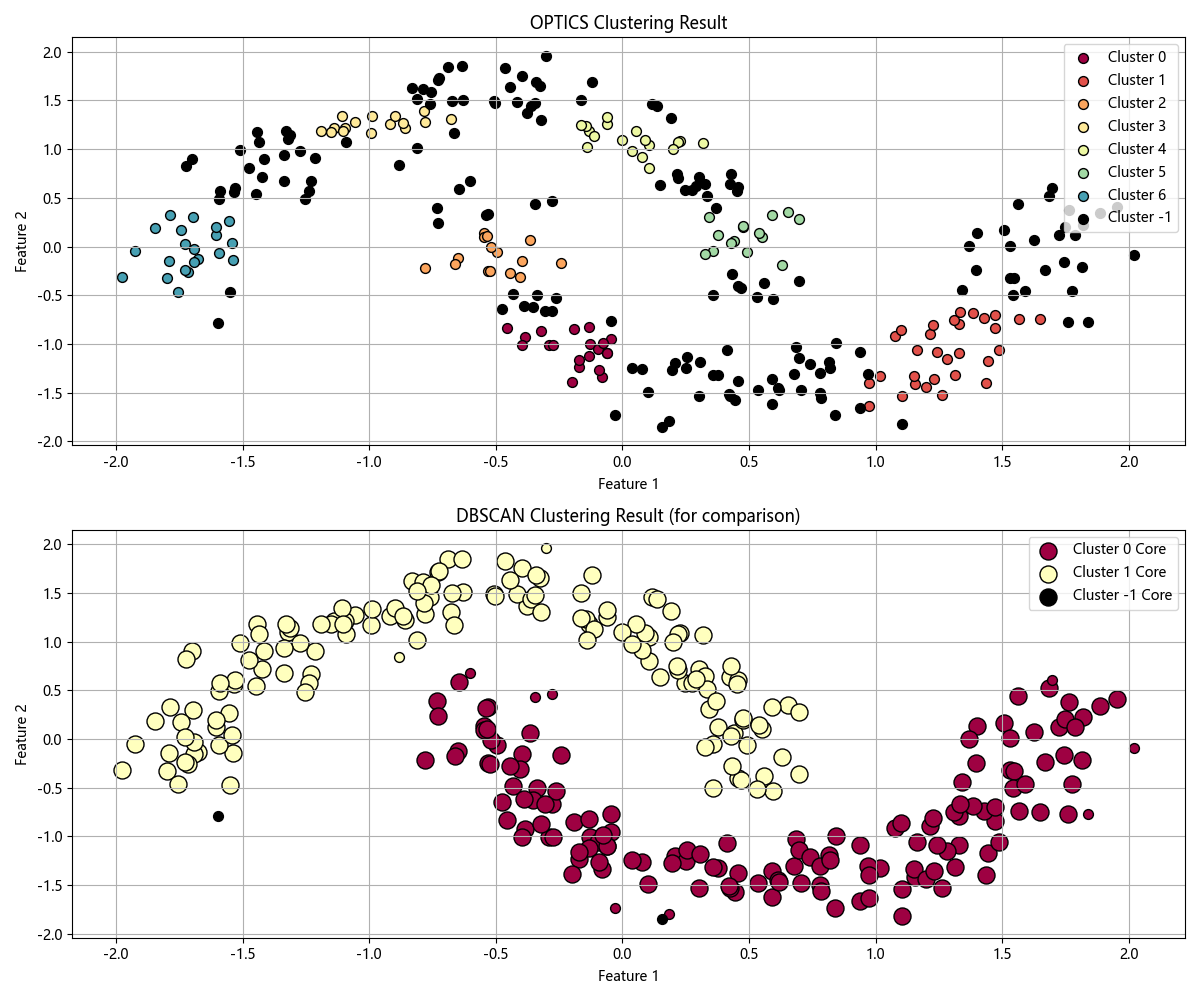 OPTICS Clustering Result
2.0
1.5
1.0
0.5
0.0
-0.5
-1.0
-1.5
-2.0
Feature 2
Cluster 0
Cluster 1
Cluster 2
Cluster 3
Cluster 4
Cluster 5
Cluster 6
Cluster -1
-2.0 -1.5 -1.0 -0.5 0.0 0.5 1.0 1.5 2.0
Feature 1
DBSCAN Clustering Result (for comparison)
2.0
1.5
1.0
0.5
0.0
-0.5
-1.0
-1.5
-2.0
Feature 2
Cluster 0 Core
Cluster 1 Core
Cluster -1 Core
-2.0 -1.5 -1.0 -0.5 0.0 0.5 1.0 1.5 2.0
Feature 1